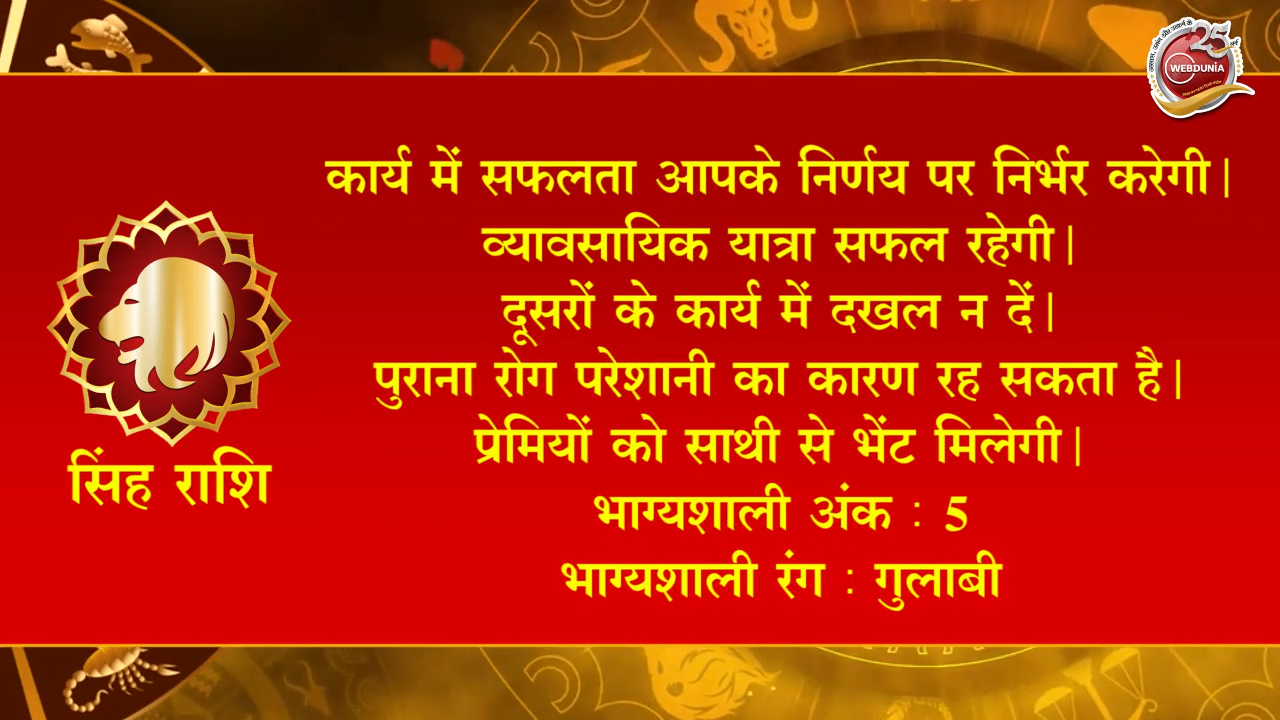 25
WEBDUNIA
कार्य में सफलता आपके निर्णय पर निर्भर करेगी|
व्यावसायिक यात्रा सफल रहेगी|
दूसरों के कार्य में दखल न दें|
पुराना रोग परेशानी का कारण रह सकता है|
प्रेमियों को साथी से भेंट मिलेगी|
भाग्यशाली अंक : 5
भाग्यशाली रंग : गुलाबी
सिंह राशि